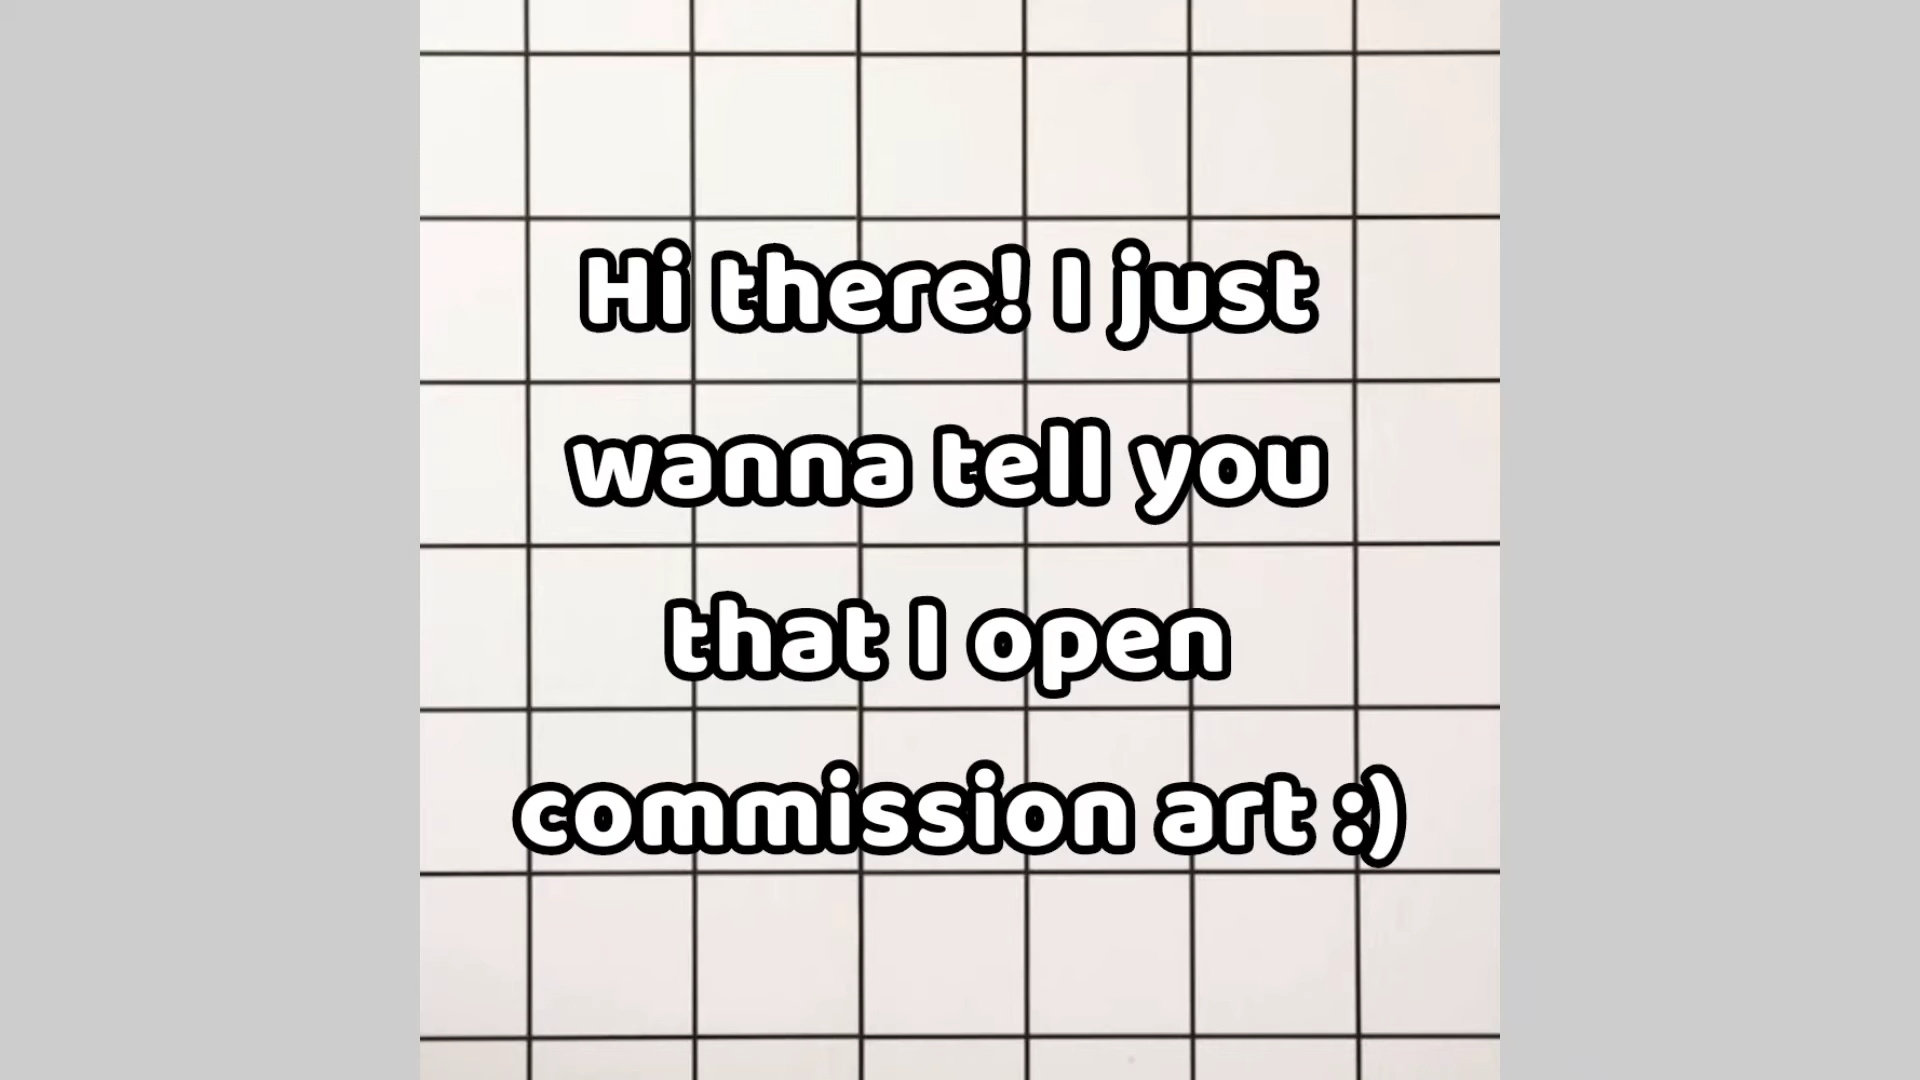 Hi there! I just
wanna tell you
that I open
commission art :)